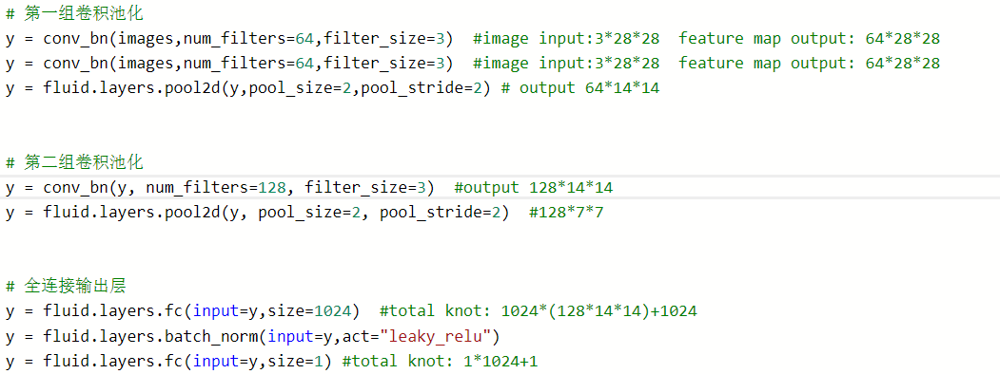 # 第一组卷积池化
y = conv_bn(images,num_filters=64,filter_size=3)  #image input:3*28*28  feature map output: 64*28*28
y = conv_bn(images,num_filters=64,filter_size=3)  #image input:3*28*28  feature map output: 64*28*28
y = fluid.layers.pool2d(y,pool_size=2,pool_stride=2) # output 64*14*14
# 第二组卷积池化
y = conv_bn(y, num_filters=128, filter_size=3)  #output 128*14*14
y = fluid.layers.pool2d(y, pool_size=2, pool_stride=2)  #128*7*7
# 全连接输出层
y = fluid.layers.fc(input=y,size=1024)  #total knot: 1024*(128*14*14)+1024
y = fluid.layers.batch_norm(input=y,act="leaky_relu")
y = fluid.layers.fc(input=y,size=1) #total knot: 1*1024+1